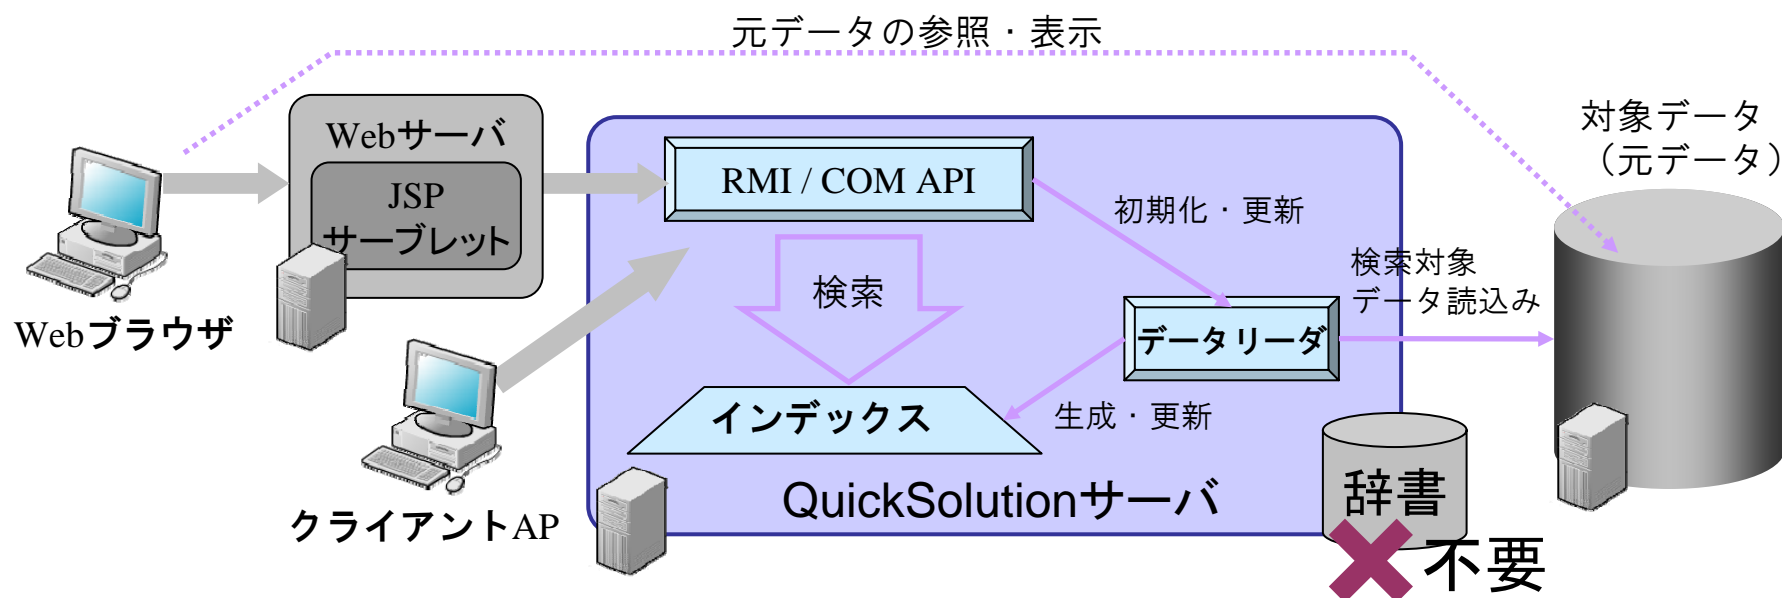 元データの参照・表示
Webサーバ
JSP
サーブレット
Webブラウザ
クライアントAP
RMI / COM API
検索
インデックス
初期化・更新
データリーダ
生成・更新
QuickSolutionサーバ
検索対象
データ読込み
対象データ
（元データ）
辞書
不要